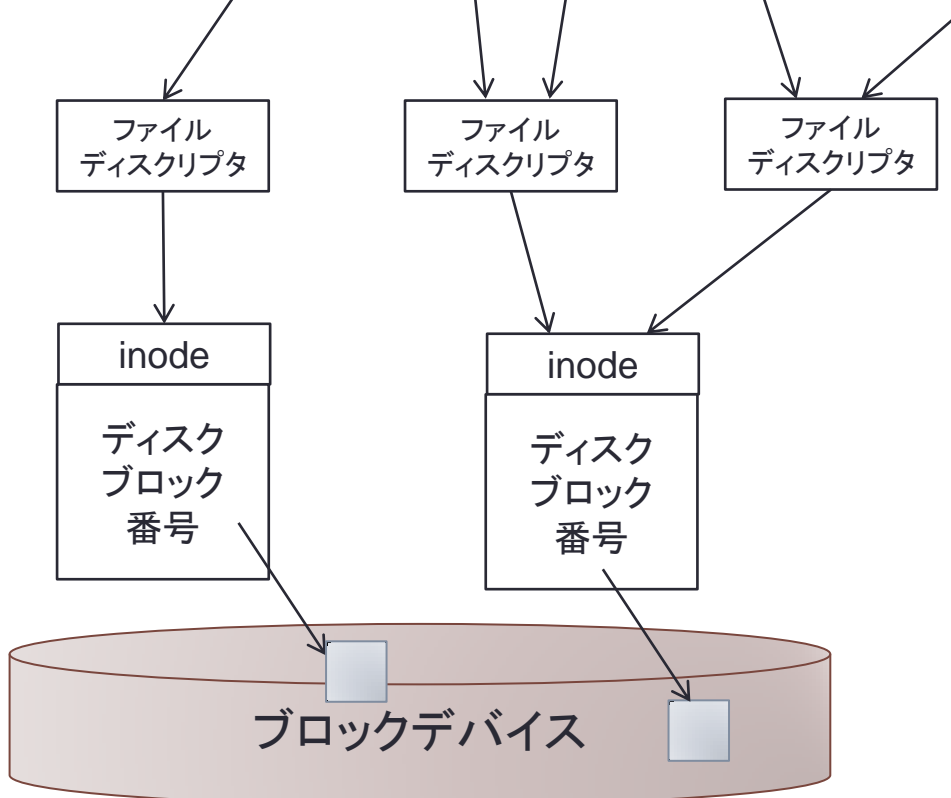 ファイル
ディスクリプタ
ファイル
ディスクリプタ
ファイル
ディスクリプタ
inode
ディスク
ブロック
番号
inode
ディスク
ブロック
番号
ブロックデバイス